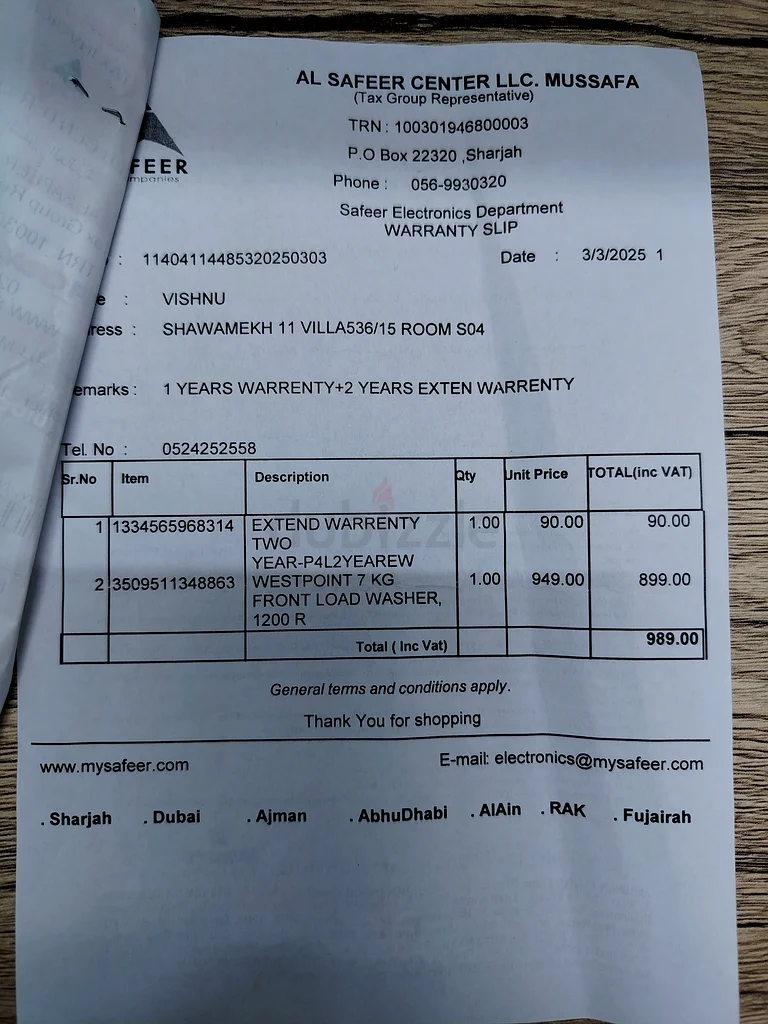 AL SAFEER CENTER LLC. MUSSAFA
(Tax Group Representative)
TRN : 100301946800003
FEER
mpanies
P.O Box 22320 ,Sharjah
Phone : 056-9930320
Safeer Electronics Department
WARRANTY SLIP
: 11404114485320250303 Date : 3/3/2025 1
e : VISHNU
ress : SHAWAMEKH 11 VILLA536/15 ROOM S04
emarks : 1 YEARS WARRENTY+2 YEARS EXTEN WARRENTY
Tel. No : 0524252558
Sr.No Item Description Qty Unit Price TOTAL(inc VAT)
1 1334565968314 EXTEND WARRENTY 1.00 90.00 90.00
TWO
YEAR-P4L2YEAREW
2 3509511348863 WESTPOINT 7 KG 1.00 949.00 899.00
FRONT LOAD WASHER,
1200 R
Total ( Inc Vat) 989.00
dubizzle
General terms and conditions apply.
Thank You for shopping
www.mysafeer.com E-mail: electronics@mysafeer.com
. Sharjah . Dubai . Ajman . AbhuDhabi . AlAin . RAK . Fujairah